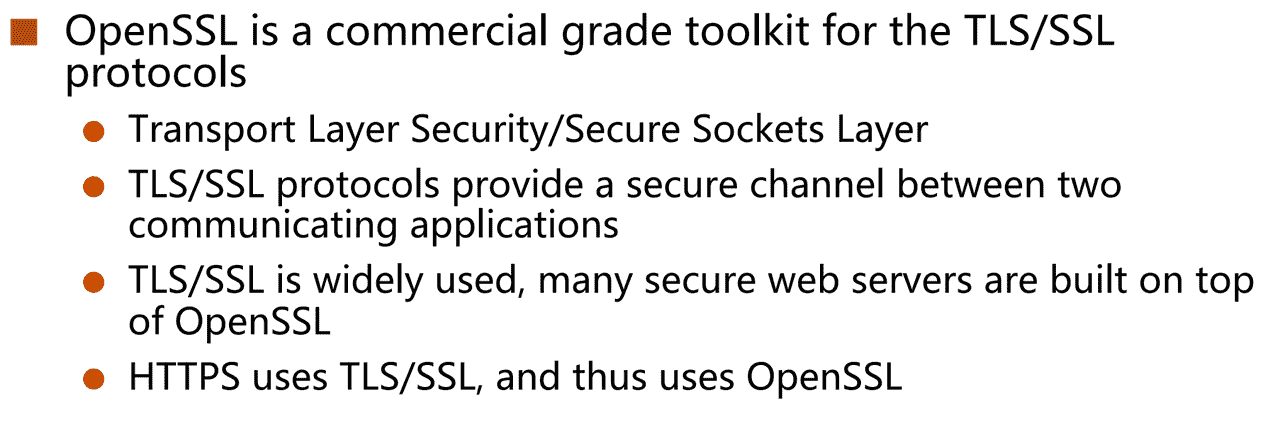 OpenSSL is a commercial grade toolkit for the TLS/SSL
protocols
Transport Layer Security/Secure Sockets Layer
TLS/SSL protocols provide a secure channel between two
communicating applications
TLS/SSL is widely used, many secure web servers are built on top
of OpenSSL
HTTPS uses TLS/SSL, and thus uses OpenSSL